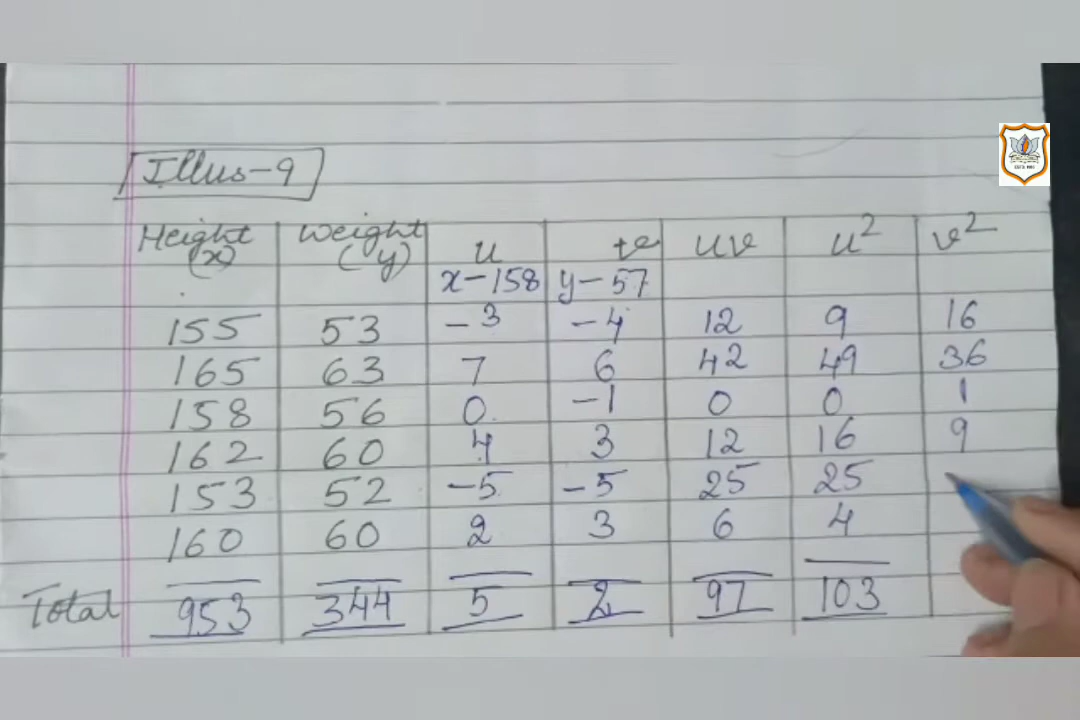 Illus-9
Height (x) Weight (y) u v uv u² v²
x-158 y-57
155 53 -3 -4 12 9 16
165 63 7 6 42 49 36
158 56 0 -1 0 0 1
162 60 4 3 12 16 9
153 52 -5 -5 25 25
160 60 2 3 6 4
Total 953 344 5 2 97 103